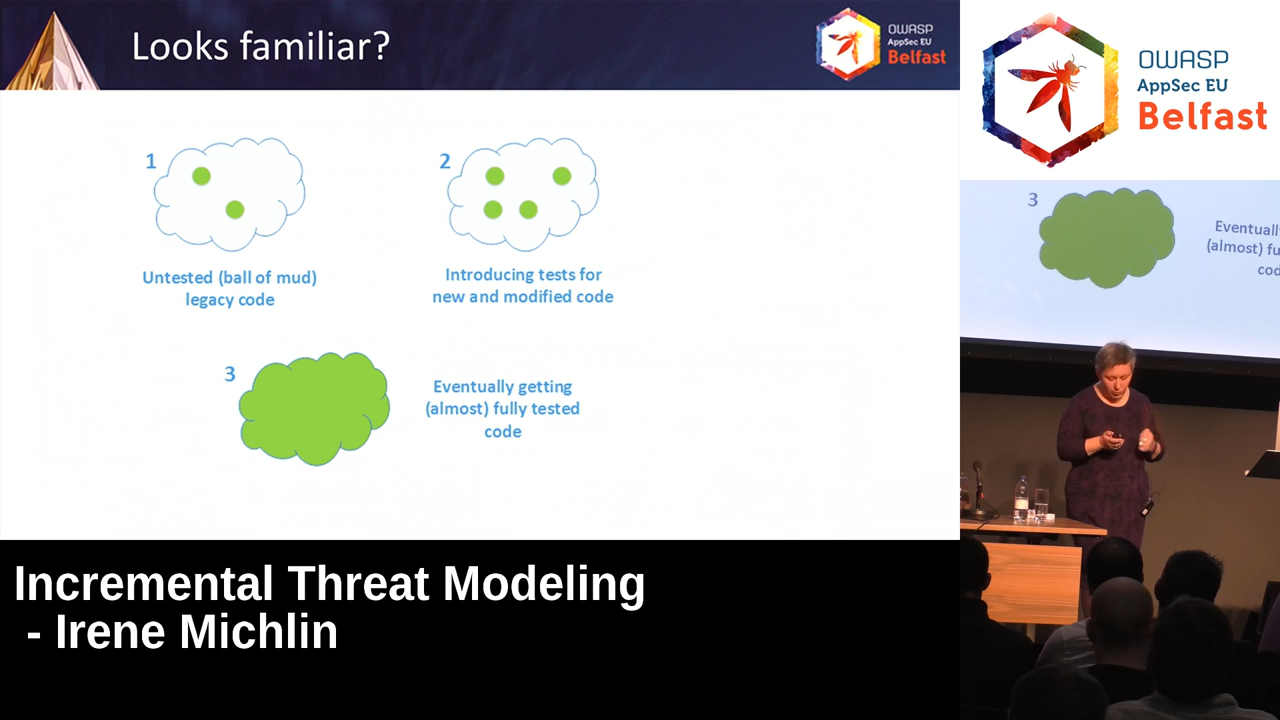 Looks familiar?
OWASP
AppSec EU
Belfast
1
Untested (ball of mud)
legacy code
2
Introducing tests for
new and modified code
3
Eventually getting
(almost) fully tested
code
OWASP
AppSec EU
Belfast
3
Eventuall
(almost) fu
cod
Incremental Threat Modeling
- Irene Michlin